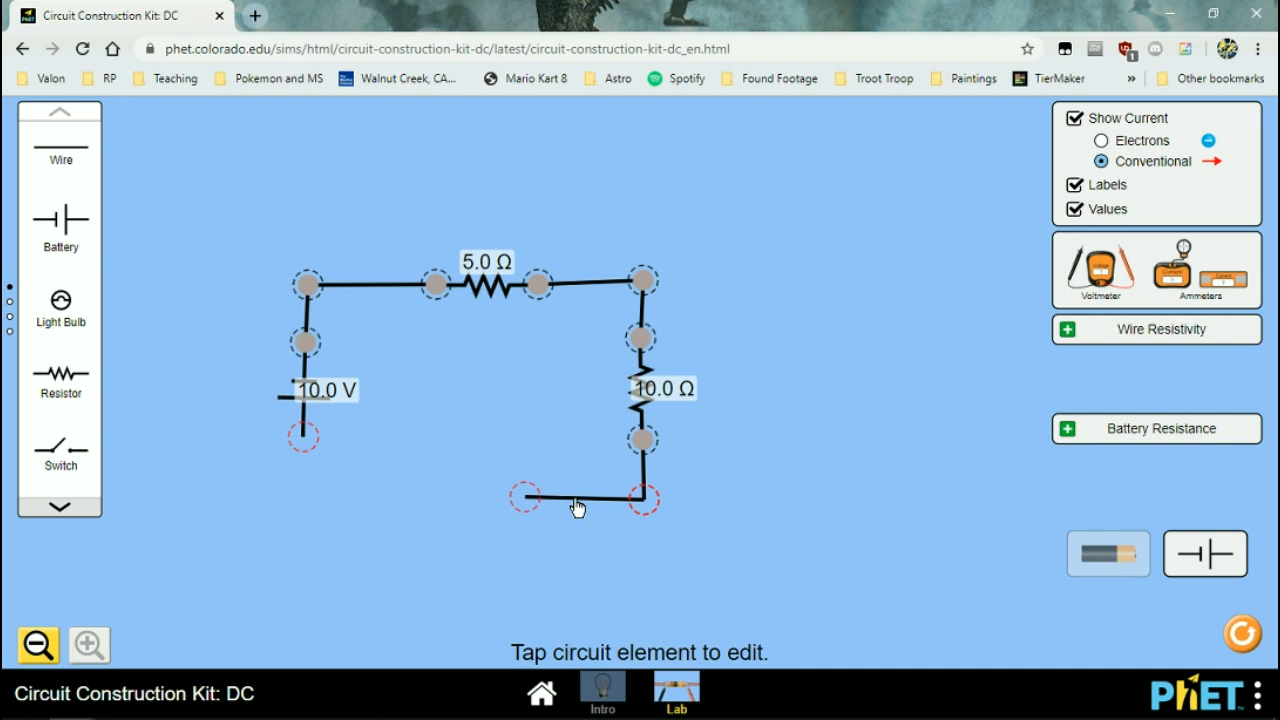 Circuit Construction Kit: DC
phet.colorado.edu/sims/html/circuit-construction-kit-dc/latest/circuit-construction-kit-dc_en.html
Valon RP Teaching Pokemon and MS Walnut Creek, CA... Mario Kart 8 Astro Spotify Found Footage Troot Troop Paintings TierMaker » Other bookmarks
Wire
Battery
Light Bulb
Resistor
Switch
5.0 Ω
10.0 V
10.0 Ω
Show Current
Electrons
Conventional
Labels
Values
Voltmeter Ammeters
Wire Resistivity
Battery Resistance
Tap circuit element to edit.
Circuit Construction Kit: DC
Intro
Lab
PhET